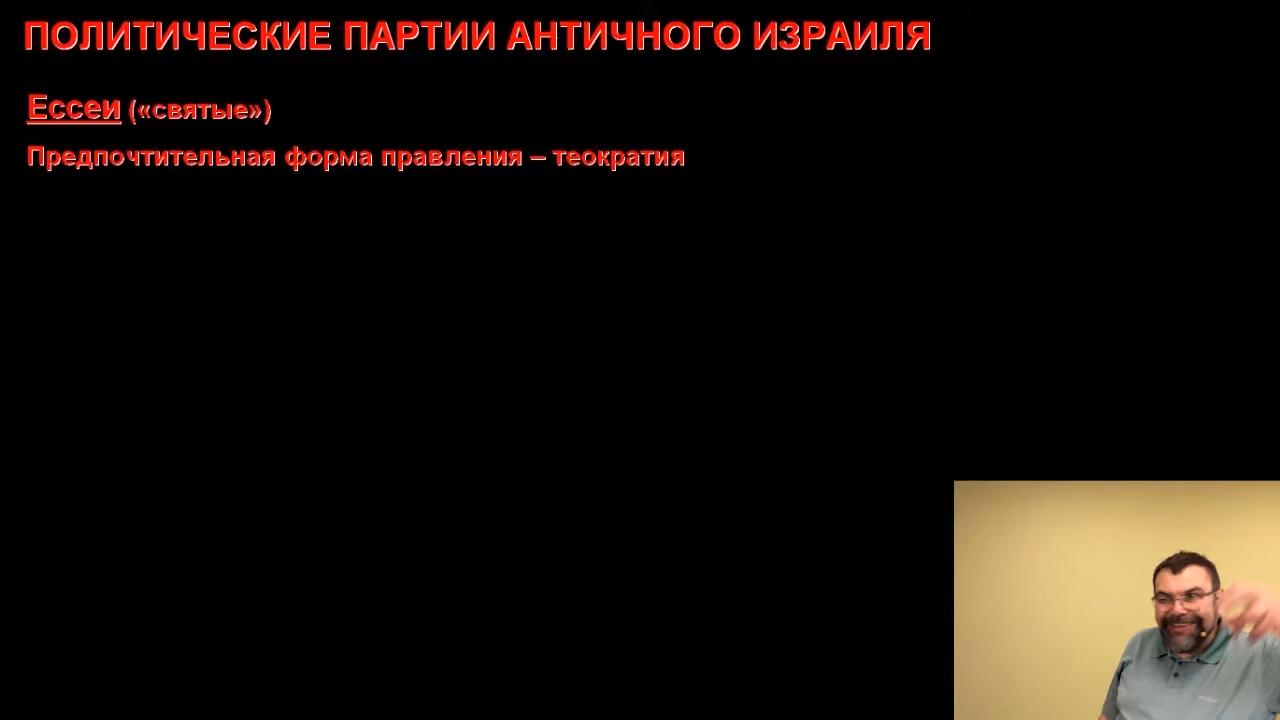 ПОЛИТИЧЕСКИЕ ПАРТИИ АНТИЧНОГО ИЗРАИЛЯ
Ессеи («святые»)
Предпочтительная форма правления – теократия